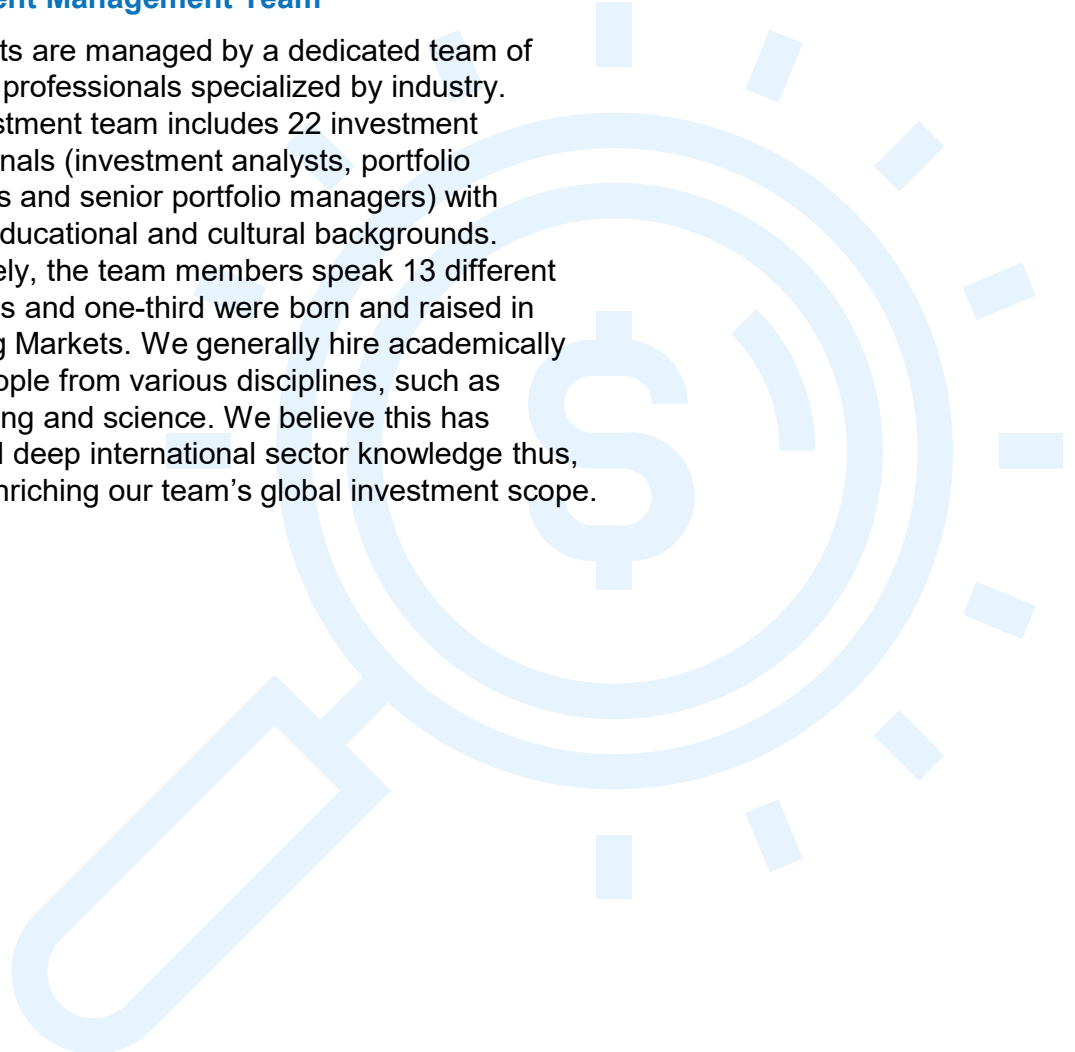 ent Management Team
ts are managed by a dedicated team of
professionals specialized by industry.
stment team includes 22 investment
nals (investment analysts, portfolio
s and senior portfolio managers) with
educational and cultural backgrounds.
ely, the team members speak 13 different
s and one-third were born and raised in
g Markets. We generally hire academically
ople from various disciplines, such as
ng and science. We believe this has
d deep international sector knowledge thus,
nriching our team’s global investment scope.
$